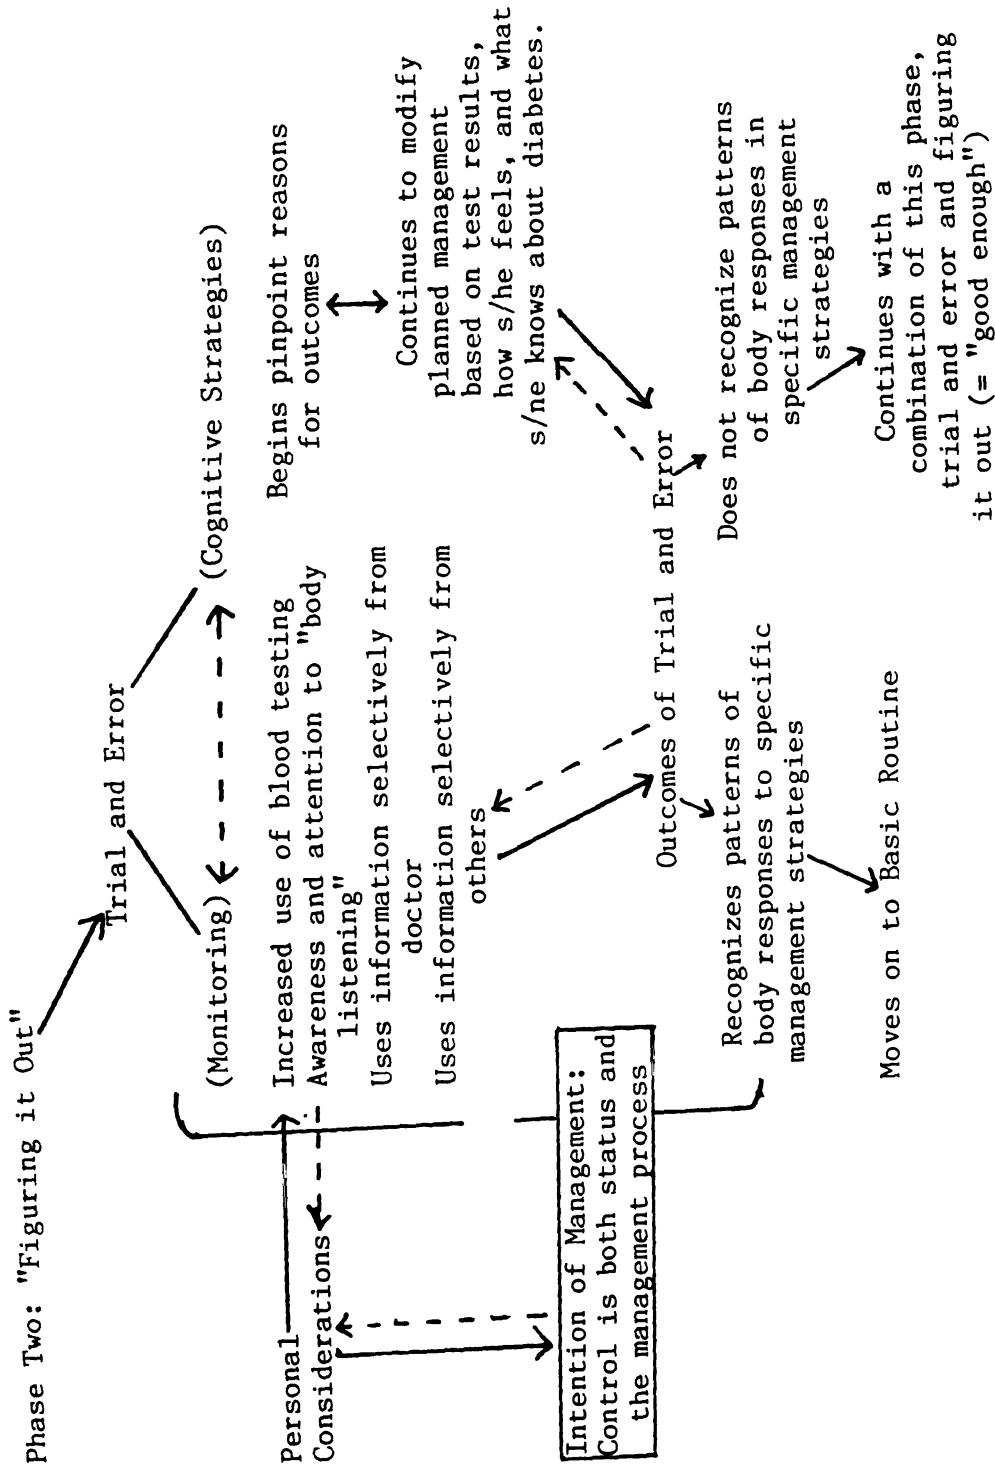 Phase Two: "Figuring it Out"
Trial and Error
(Monitoring)
(Cognitive Strategies)
Personal
Considerations
Increased use of blood testing
Awareness and attention to "body
listening"
Uses information selectively from
doctor
Uses information selectively from
others
Begins pinpoint reasons
for outcomes
Continues to modify
planned management
based on test results,
how s/he feels, and what
s/ne knows about diabetes.
Intention of Management:
Control is both status and
the management process
Outcomes of Trial and Error
Recognizes patterns of
body responses to specific
management strategies
Moves on to Basic Routine
Does not recognize patterns
of body responses in
specific management
strategies
Continues with a
combination of this phase,
trial and error and figuring
it out (= "good enough")